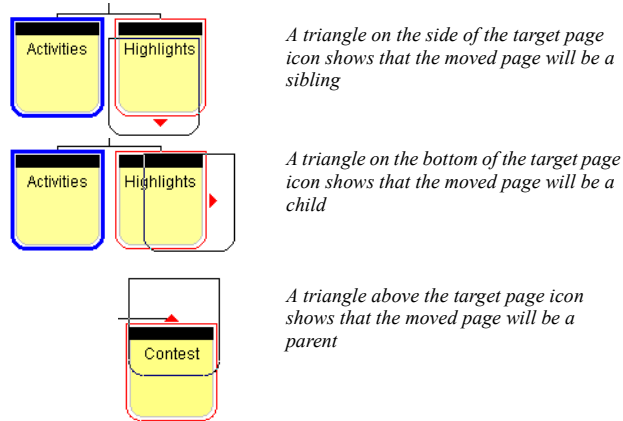 Activities
Highlights
A triangle on the side of the target page
icon shows that the moved page will be a
sibling
Activities
Highlights
A triangle on the bottom of the target page
icon shows that the moved page will be a
child
Contest
A triangle above the target page icon
shows that the moved page will be a
parent